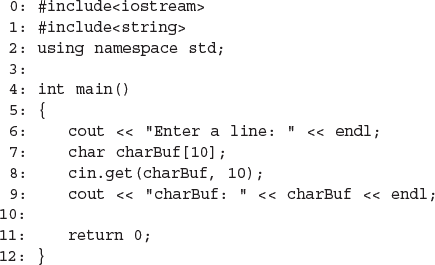 0: #include<iostream>
1: #include<string>
2: using namespace std;
3:
4: int main()
5: {
6:    cout << "Enter a line: " << endl;
7:    char charBuf[10];
8:    cin.get(charBuf, 10);
9:    cout << "charBuf: " << charBuf << endl;
10:
11:    return 0;
12: }